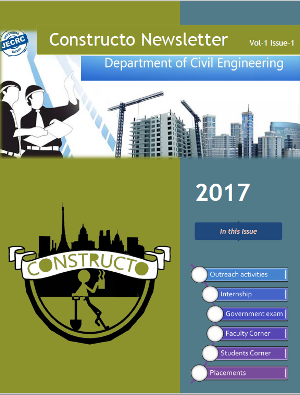 JECRC
Constructo Newsletter
Vol-1 Issue-1
Department of Civil Engineering
2017
In this Issue
CONSTRUCTO
Outreach activities
Internship
Government exam
Faculty Corner
Students Corner
Placements